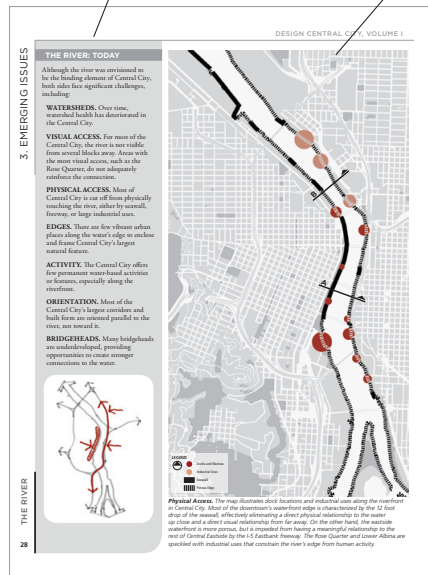 DESIGN CENTRAL CITY, VOLUME I
3. EMERGING ISSUES
THE RIVER: TODAY
Although the river was envisioned to
be the binding element of Central City,
both sides face significant challenges,
including:
WATERSHEDS. Over time,
watershed health has deteriorated in
the Central City.
VISUAL ACCESS. For most of the
Central City, the river is not visible
from several blocks away. Areas with
the most visual access, such as the
Rose Quarter, do not adequately
reinforce the connection.
PHYSICAL ACCESS. Most of
Central City is cut off from physically
touching the river, either by seawall,
freeway, or large industrial uses.
EDGES. There are few vibrant urban
places along the water's edge to enclose
and frame Central City's largest
natural feature.
ACTIVITY. The Central City offers
few permanent water-based activities
or features, especially along the
riverfront.
ORIENTATION. Most of the
Central City's largest corridors and
built form are oriented parallel to the
river, not toward it.
BRIDGEHEADS. Many bridgeheads
are underdeveloped, providing
opportunities to create stronger
connections to the water.
B
A
LEGEND
Docks and Marinas
Industrial Uses
Seawall
Porous Edge
Physical Access. The map illustrates dock locations and industrial uses along the riverfront
in Central City. Most of the downtown's waterfront edge is characterized by the 12 foot
drop of the seawall, effectively eliminating a direct physical relationship to the water
up close and a direct visual relationship from far away. On the other hand, the eastside
waterfront is more porous, but is impeded from having a meaningful relationship to the
rest of Central Eastside by the I-5 Eastbank freeway. The Rose Quarter and Lower Albina are
speckled with industrial uses that constrain the river's edge from human activity.
THE RIVER
28